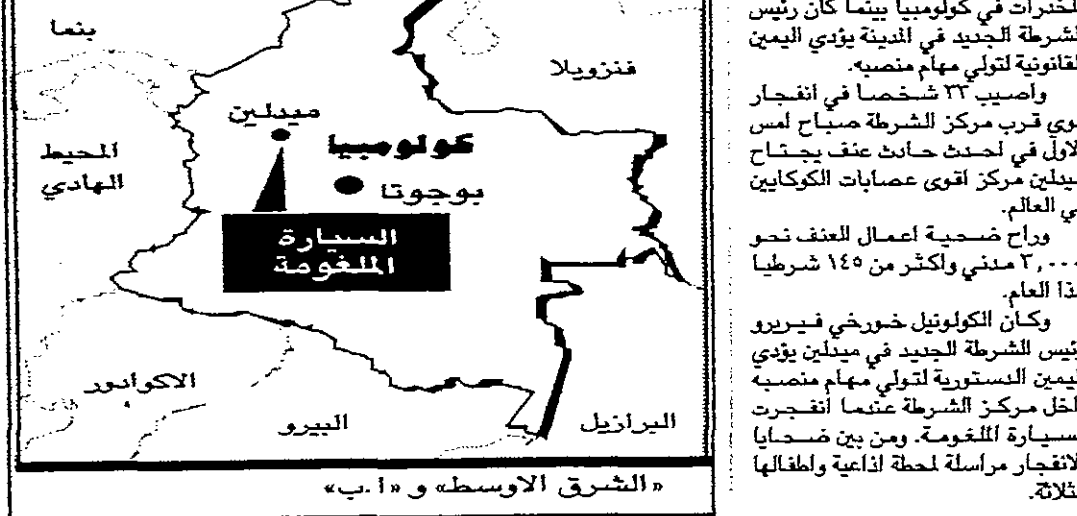 المخدرات في كولومبيا بينما كان رئيس
الشرطة الجديد في المدينة يؤدي اليمين
القانونية لتولي مهام منصبه.
واصيب ٣٣ شخصا في انفجار
قوي قرب مركز الشرطة صباح امس
الاول في احدث حادث عنف يجتاح
ميدلين مركز اقوى عصابات الكوكايين
في العالم.
وراح ضحية اعمال العنف نحو
٣,٠٠٠ مدني واكثر من ١٤٥ شرطيا
هذا العام.
وكان الكولونيل خورخي فيريرو
رئيس الشرطة الجديد في ميدلين يؤدي
اليمين الدستورية لتولي مهام منصبه
داخل مركز الشرطة عندما انفجرت
السيارة الملغومة. ومن بين ضحايا
الانفجار مراسلة لمحطة اذاعية واطفالها
الثلاثة.
بنما
فنزويلا
ميدلين
كولومبيا
المحيط
الهادي
بوجوتا
السيارة
الملغومة
الاكوادور
البيرو
البرازيل
«الشرق الاوسط» و «ا.ب»